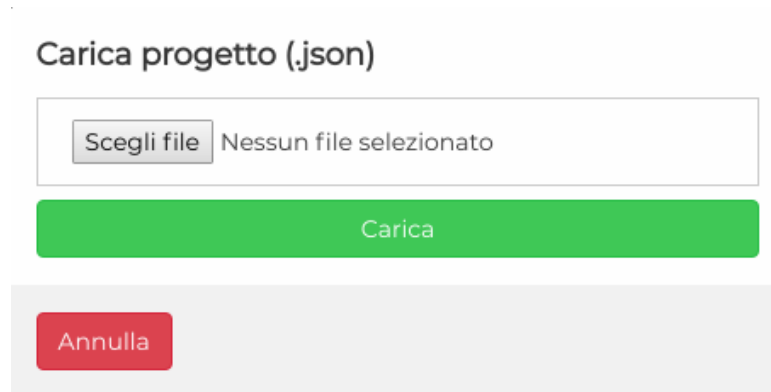 Carica progetto (.json)
Scegli file Nessun file selezionato
Carica
Annulla